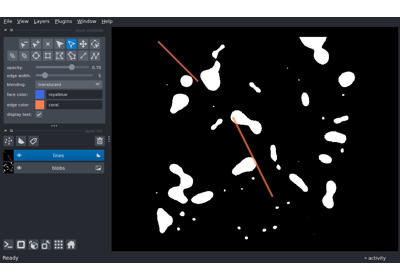 File View Layers Plugins Window Help
opacity: 0.70
edge width: 5
blending: translucent
face color: royalblue
edge color: coral
display text: ✓
lines
blobs
Ready
activity